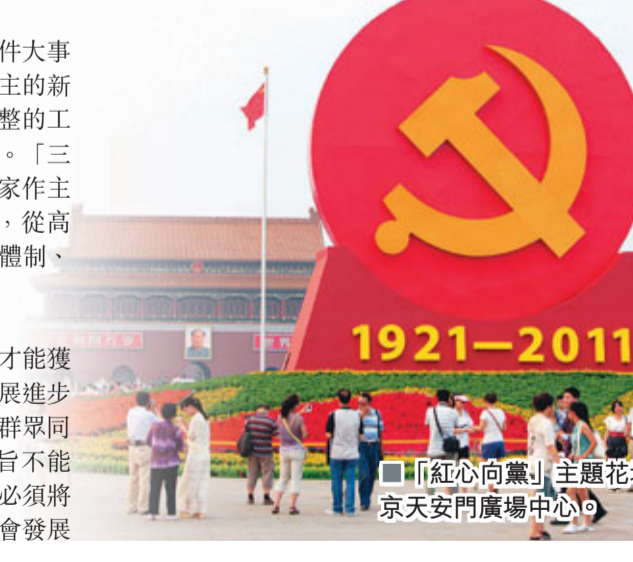 件大事
主的新
整的工
。「三
家作主
，從高
體制、
才能獲
展進步
群眾同
旨不能
必須將
會發展
1921—2011
■「紅心向黨」主題花
京天安門廣場中心。